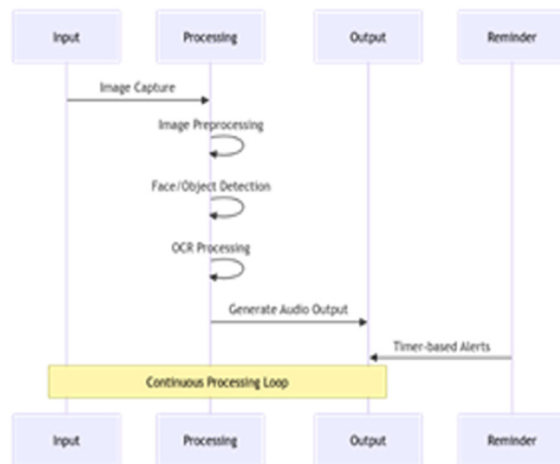 Input
Processing
Output
Reminder
Image Capture
Image Preprocessing
Face/Object Detection
OCR Processing
Generate Audio Output
Timer-based Alerts
Continuous Processing Loop
Input
Processing
Output
Reminder